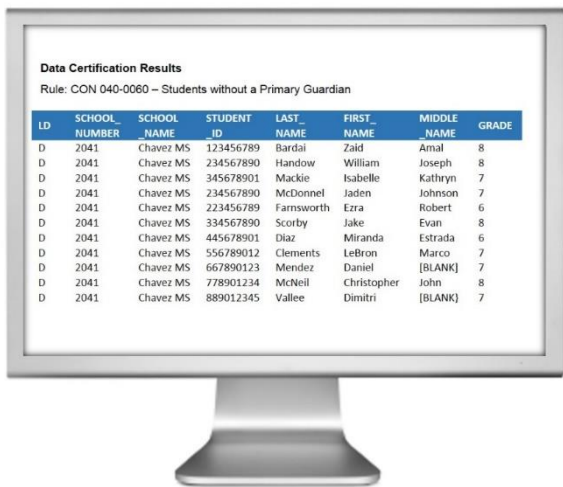 Data Certification Results
Rule: CON 040-0060 – Students without a Primary Guardian
LD SCHOOL_ NUMBER SCHOOL _NAME STUDENT _ID LAST_ NAME FIRST_ NAME MIDDLE _NAME GRADE
D 2041 Chavez MS 123456789 Bardai Zaid Amal 8
D 2041 Chavez MS 234567890 Handow William Joseph 8
D 2041 Chavez MS 345678901 Mackie Isabelle Kathryn 7
D 2041 Chavez MS 234567890 McDonnel Jaden Johnson 7
D 2041 Chavez MS 223456789 Farnsworth Ezra Robert 6
D 2041 Chavez MS 334567890 Scorby Jake Evan 8
D 2041 Chavez MS 445678901 Diaz Miranda Estrada 6
D 2041 Chavez MS 556789012 Clements LeBron Marco 7
D 2041 Chavez MS 667890123 Mendez Daniel [BLANK] 7
D 2041 Chavez MS 778901234 McNeil Christopher John 8
D 2041 Chavez MS 889012345 Vallee Dimitri [BLANK} 7